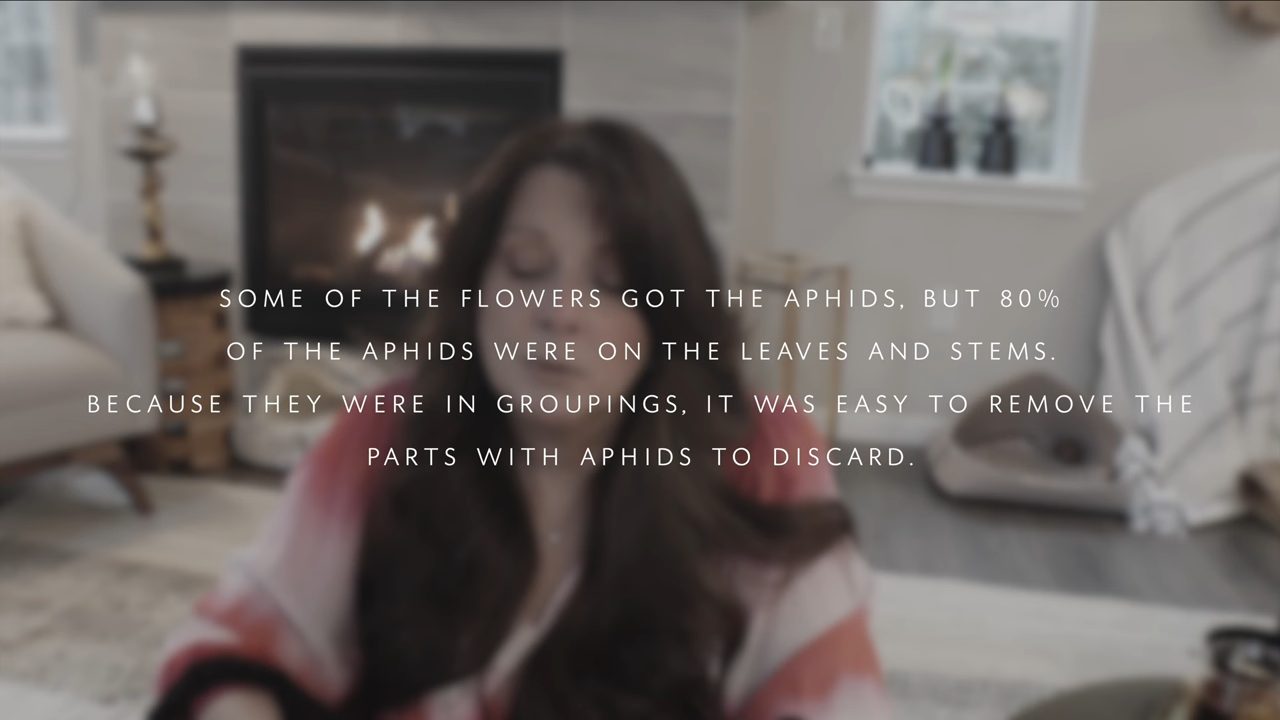 SOME OF THE FLOWERS GOT THE APHIDS, BUT 80%
OF THE APHIDS WERE ON THE LEAVES AND STEMS.
BECAUSE THEY WERE IN GROUPINGS, IT WAS EASY TO REMOVE THE
PARTS WITH APHIDS TO DISCARD.